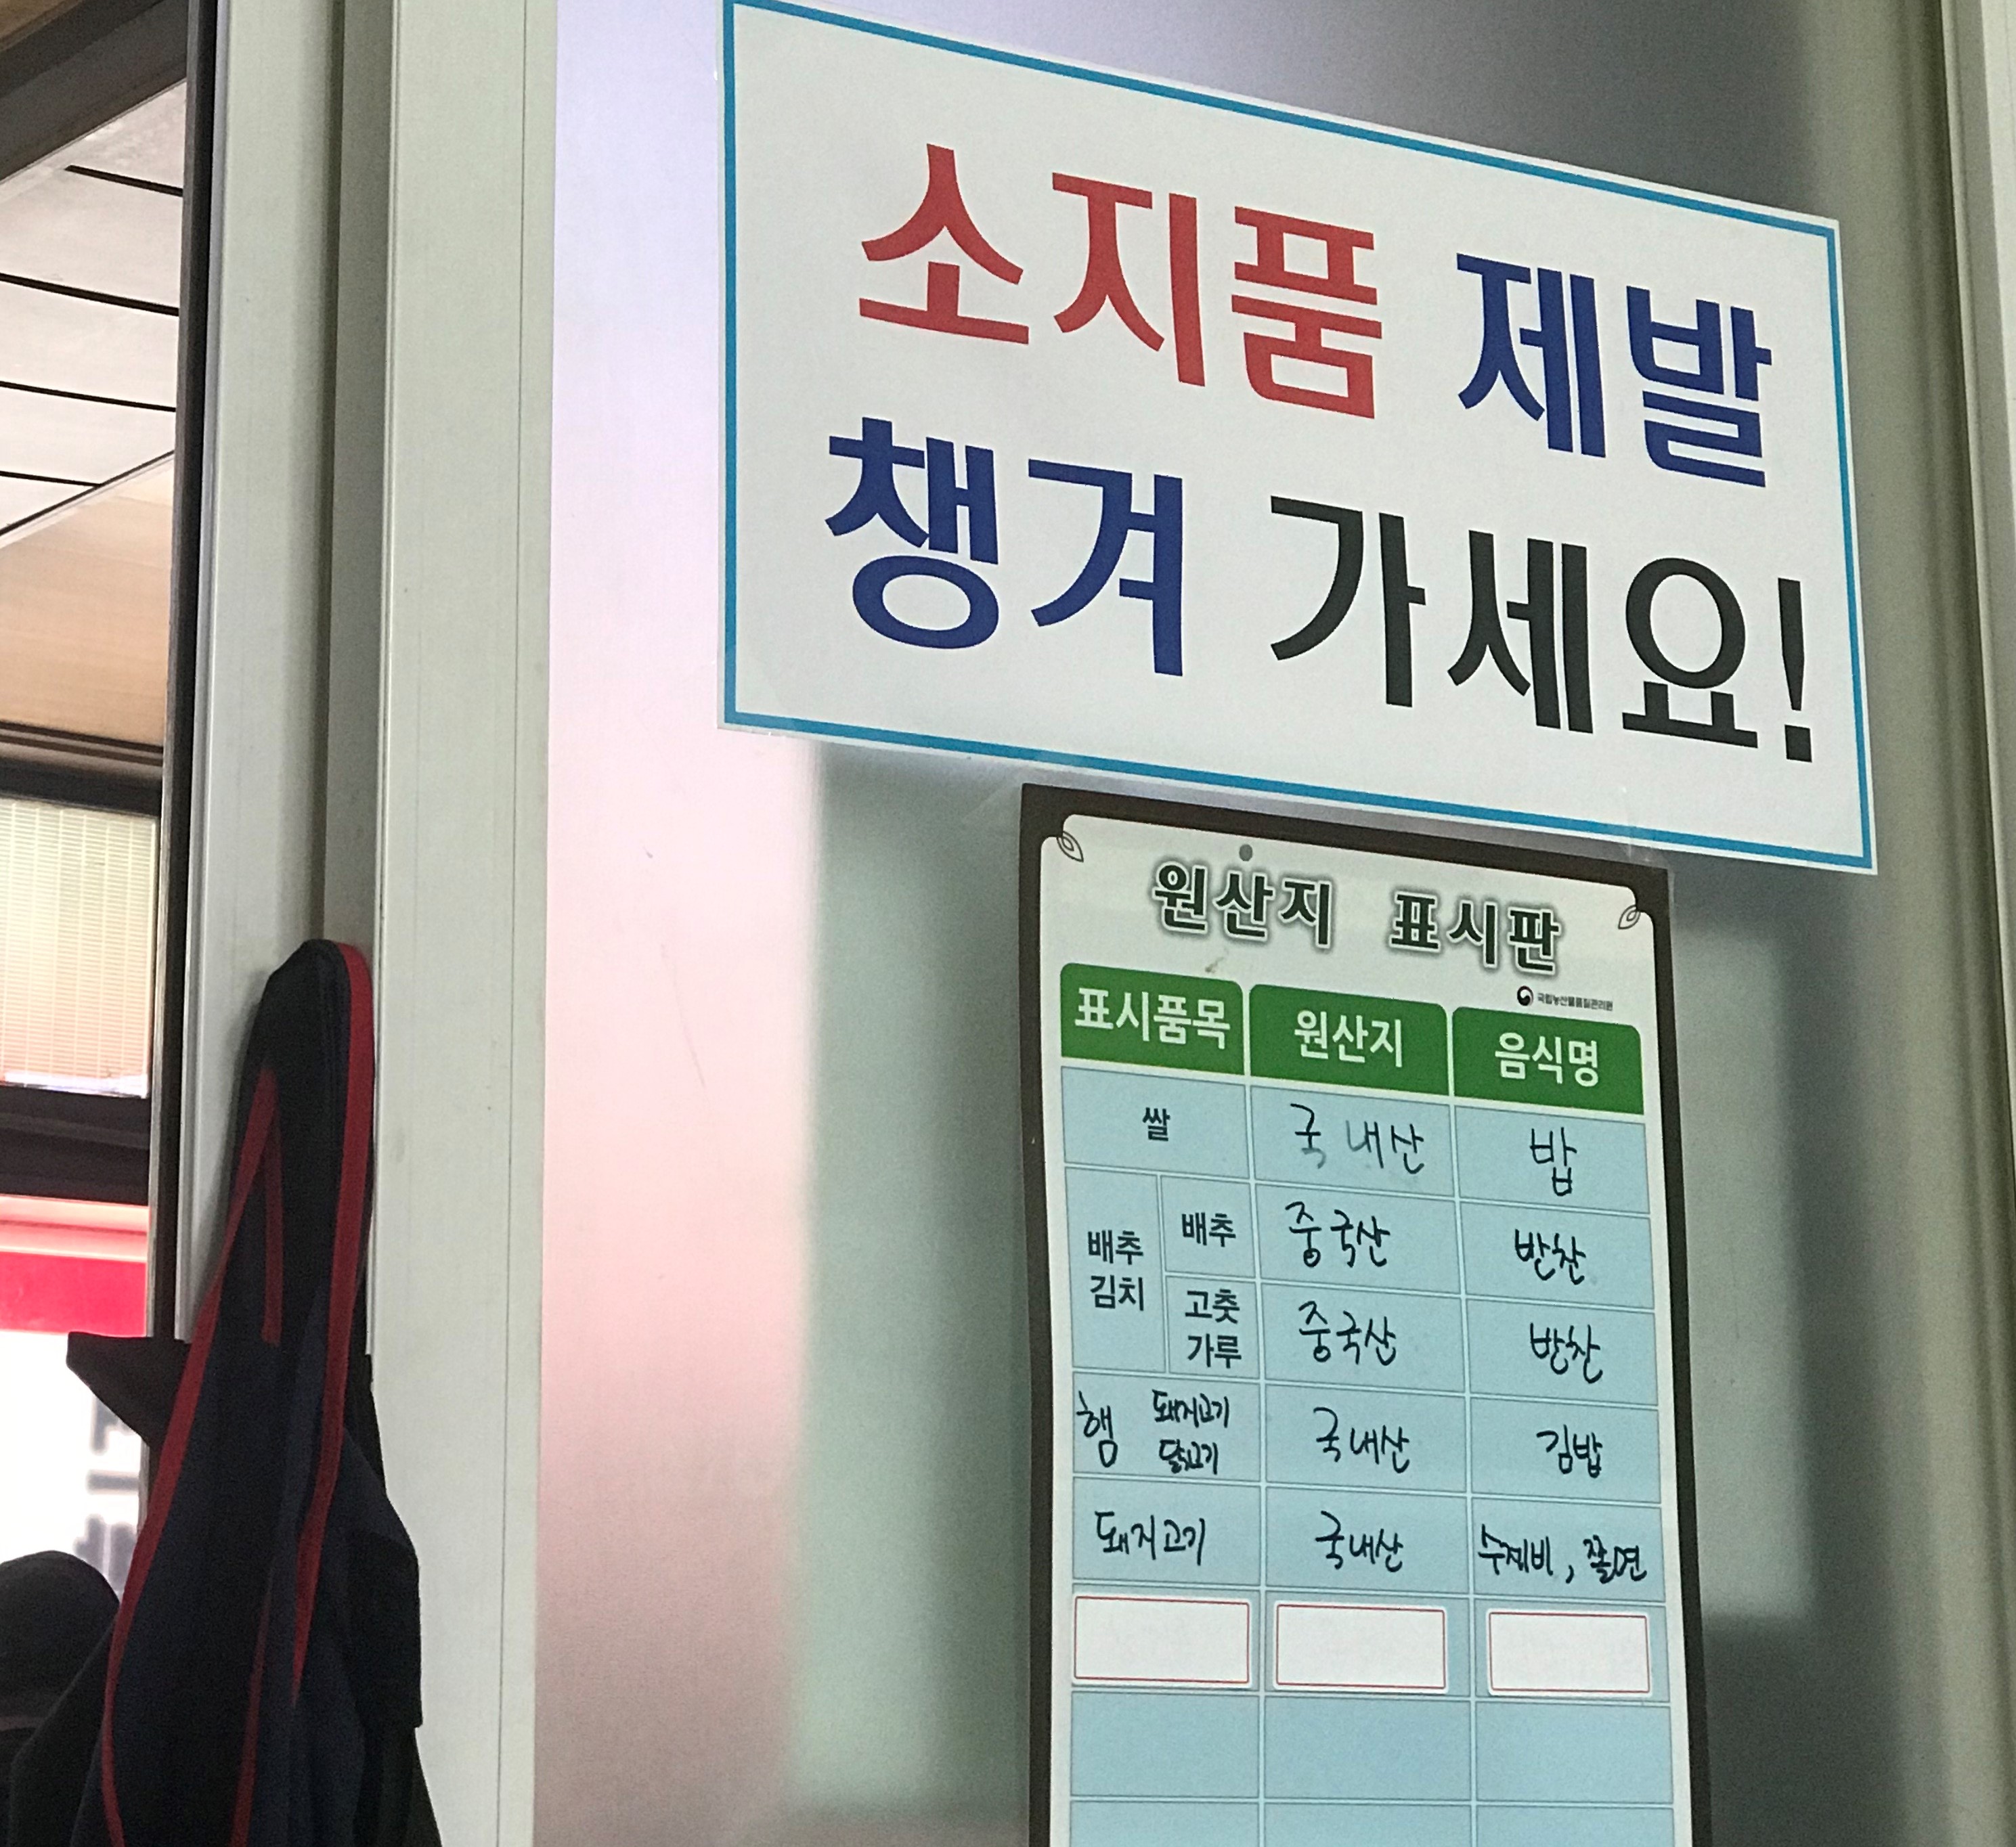 소지품 제발
챙겨 가세요!
원산지 표시판
국립농산물품질관리원
표시품목 원산지 음식명
쌀 국내산 밥
배추
김치
배추 중국산 반찬
고춧
가루
중국산 반찬
햄 돼지고기
닭고기
국내산 김밥
돼지고기 국내산 수제비, 쫄면